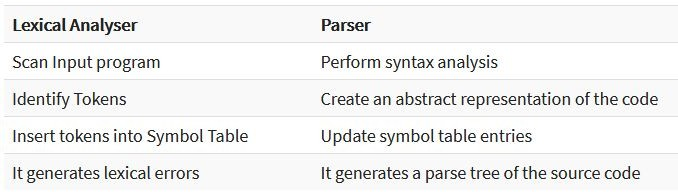 Lexical Analyser Parser
Scan Input program Perform syntax analysis
Identify Tokens Create an abstract representation of the code
Insert tokens into Symbol Table Update symbol table entries
It generates lexical errors It generates a parse tree of the source code